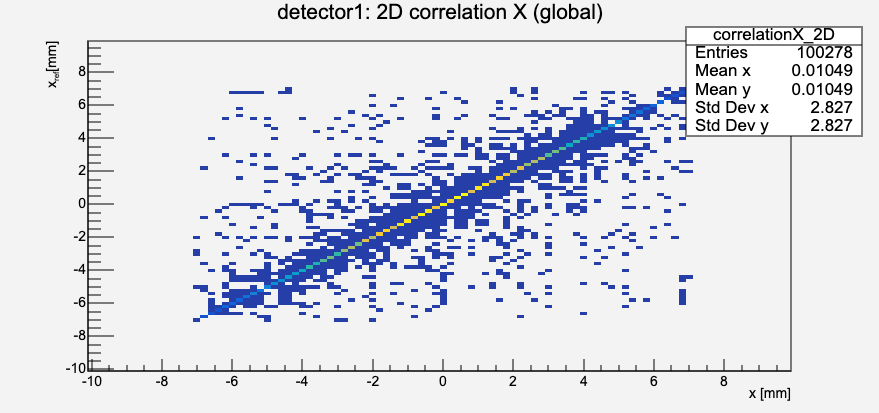 detector1: 2D correlation X (global)
correlationX_2D
Entries 100278
Mean x 0.01049
Mean y 0.01049
Std Dev x 2.827
Std Dev y 2.827
x_ref [mm]
8
6
4
2
0
-2
-4
-6
-8
-10
-10 -8 -6 -4 -2 0 2 4 6 8
x [mm]